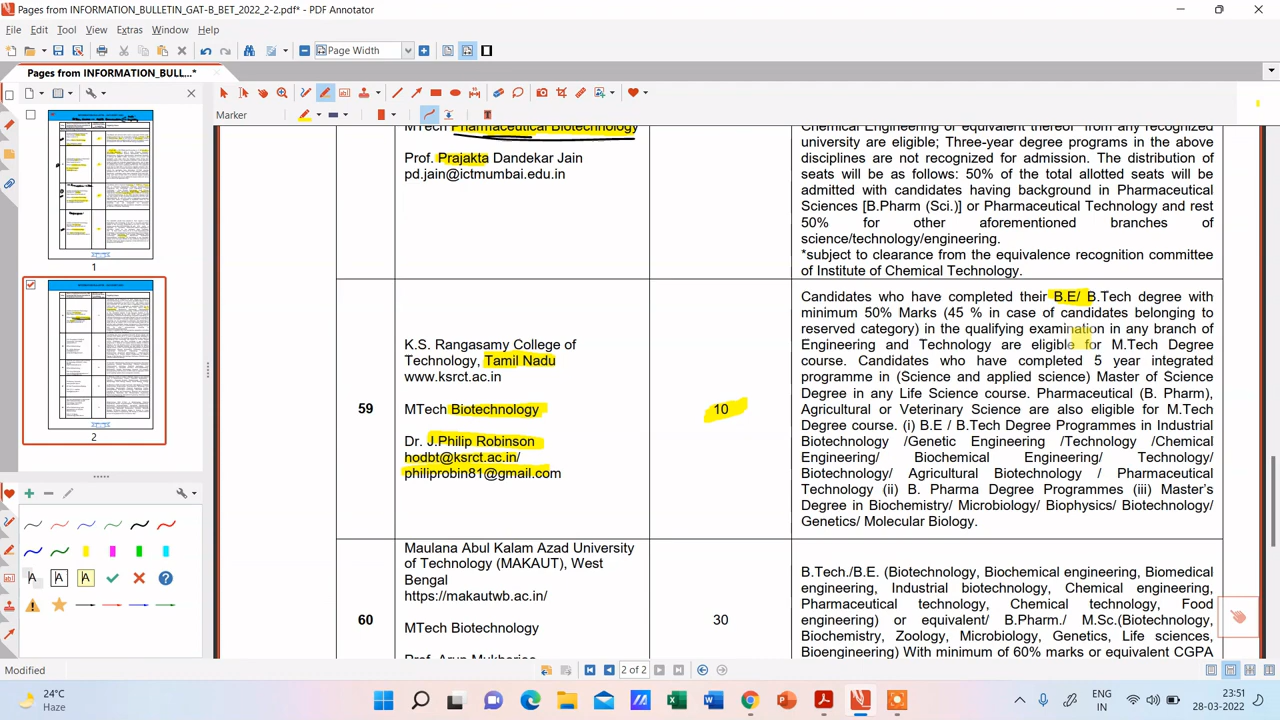 Pages from INFORMATION_BULLETIN_GAT-B_BET_2022_2-2.pdf* - PDF Annotator
File Edit Tool View Extras Window Help
Page Width
Pages from INFORMATION_BULL...*
Marker
1
2
MTech Pharmaceutical Biotechnology
Prof. Prajakta Dandekar Jain
pd.jain@ictmumbai.edu.in
Chemical Engineering or equivalent thereof from any recognized
university are eligible; Three-year degree programs in the above
disciplines are not recognized for admission. The distribution of
seats will be as follows: 50% of the total allotted seats will be
admitted with candidates having background in Pharmaceutical
Sciences [B.Pharm (Sci.)] or Pharmaceutical Technology and rest
50% for other aforementioned branches of
science/technology/engineering.
*subject to clearance from the equivalence recognition committee
of Institute of Chemical Technology.
59
K.S. Rangasamy College of
Technology, Tamil Nadu
www.ksrct.ac.in
MTech Biotechnology
Dr. J.Philip Robinson
hodbt@ksrct.ac.in/
philiprobin81@gmail.com
10
Candidates who have completed their B.E/ B.Tech degree with
minimum 50% Marks (45 % in case of candidates belonging to
reserved category) in the qualifying examination in any branch of
Engineering and Technology are eligible for M.Tech Degree
course. Candidates who have completed 5 year integrated
programme in (Science and applied science) Master of Science
Degree in any Life Science course. Pharmaceutical (B. Pharm),
Agricultural or Veterinary Science are also eligible for M.Tech
Degree course. (i) B.E / B.Tech Degree Programmes in Industrial
Biotechnology /Genetic Engineering /Technology /Chemical
Engineering/ Biochemical Engineering/ Technology/
Biotechnology/ Agricultural Biotechnology / Pharmaceutical
Technology (ii) B. Pharma Degree Programmes (iii) Master's
Degree in Biochemistry/ Microbiology/ Biophysics/ Biotechnology/
Genetics/ Molecular Biology.
60
Maulana Abul Kalam Azad University
of Technology (MAKAUT), West
Bengal
https://makautwb.ac.in/
MTech Biotechnology
Prof. Arun Mukherjee
30
B.Tech./B.E. (Biotechnology, Biochemical engineering, Biomedical
engineering, Industrial biotechnology, Chemical engineering,
Pharmaceutical technology, Chemical technology, Food
engineering) or equivalent/ B.Pharm./ M.Sc.(Biotechnology,
Biochemistry, Zoology, Microbiology, Genetics, Life sciences,
Bioengineering) With minimum of 60% marks or equivalent CGPA
Modified
2 of 2
24°C
Haze
ENG
IN
23:51
28-03-2022